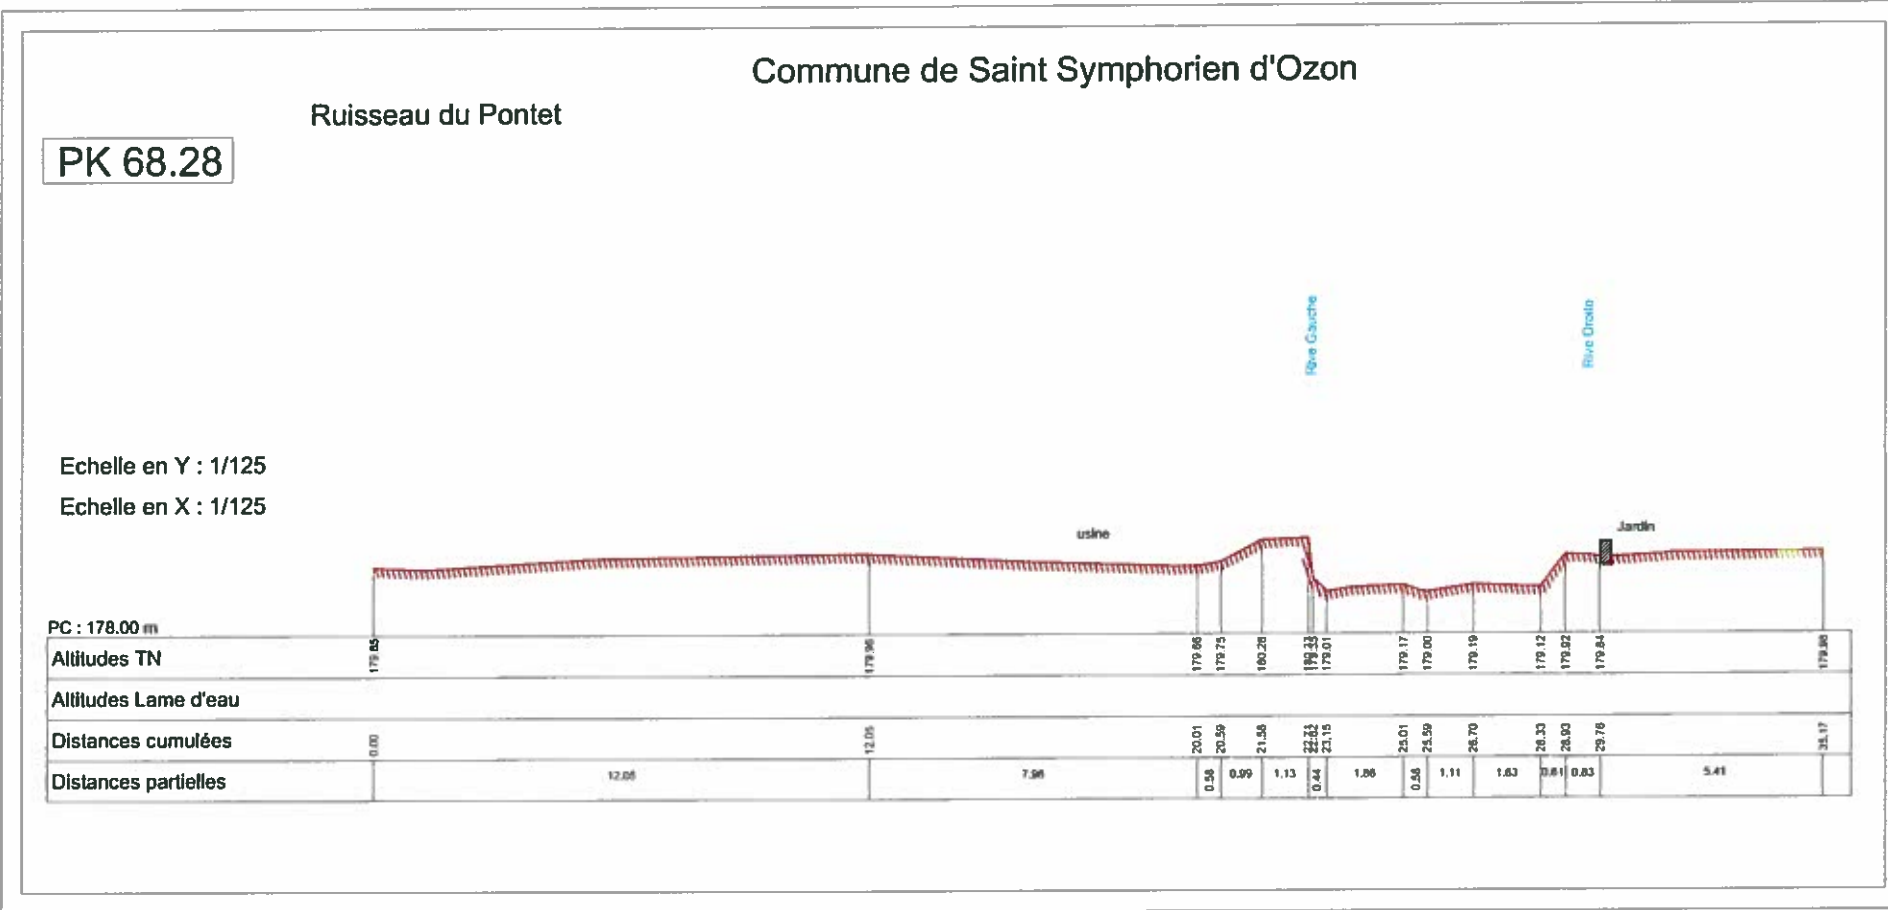 Commune de Saint Symphorien d'Ozon
Ruisseau du Pontet
PK 68.28
Rive Gauche
Rive Droite
Echelle en Y : 1/125
Echelle en X : 1/125
usine
Jardin
PC : 178.00 m
Altitudes TN 179.65 179.96 179.66 179.75 180.28 179.01 179.17 179.00 179.19 179.12 179.92 179.84 179.98
Altitudes Lame d'eau
Distances cumulées 0.00 12.05 20.01 20.59 21.58 23.15 25.01 25.59 26.70 28.33 28.93 29.76 35.17
Distances partielles 12.05 7.96 0.58 0.99 1.13 0.44 1.86 0.58 1.11 1.63 0.61 0.83 5.41